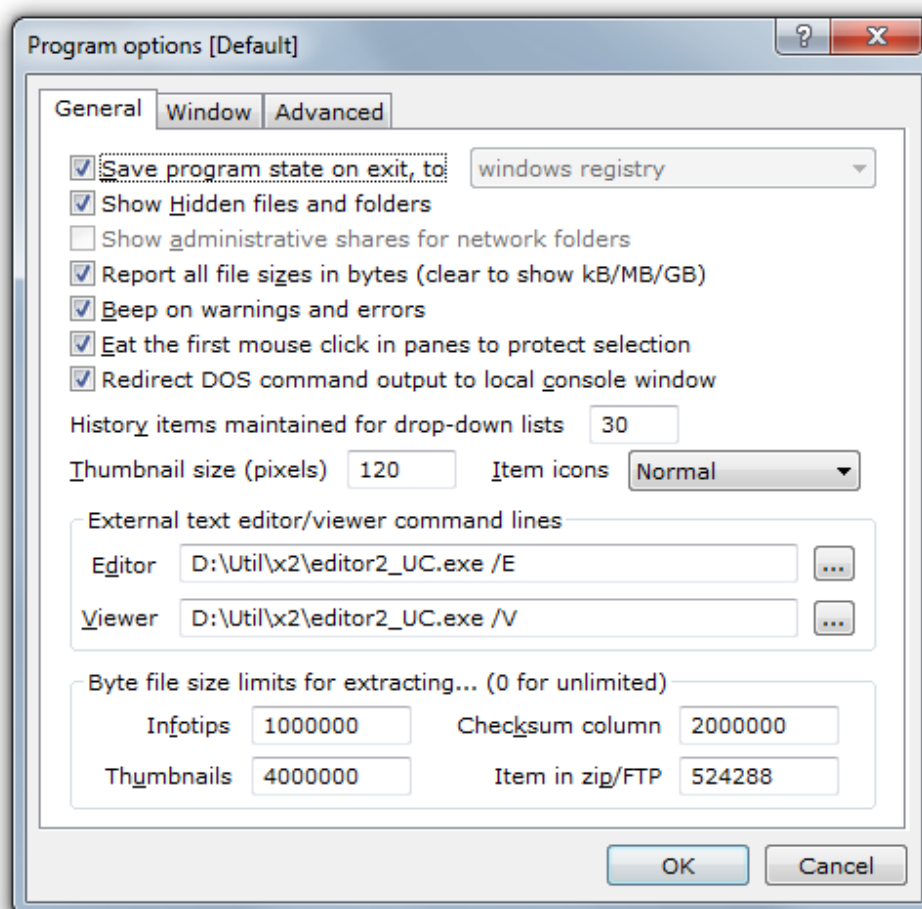 Program options [Default]
General Window Advanced
Save program state on exit, to windows registry
Show Hidden files and folders
Show administrative shares for network folders
Report all file sizes in bytes (clear to show kB/MB/GB)
Beep on warnings and errors
Eat the first mouse click in panes to protect selection
Redirect DOS command output to local console window
History items maintained for drop-down lists 30
Thumbnail size (pixels) 120 Item icons Normal
External text editor/viewer command lines
Editor D:\Util\x2\editor2_UC.exe /E ...
Viewer D:\Util\x2\editor2_UC.exe /V ...
Byte file size limits for extracting... (0 for unlimited)
Infotips 1000000 Checksum column 2000000
Thumbnails 4000000 Item in zip/FTP 524288
OK Cancel